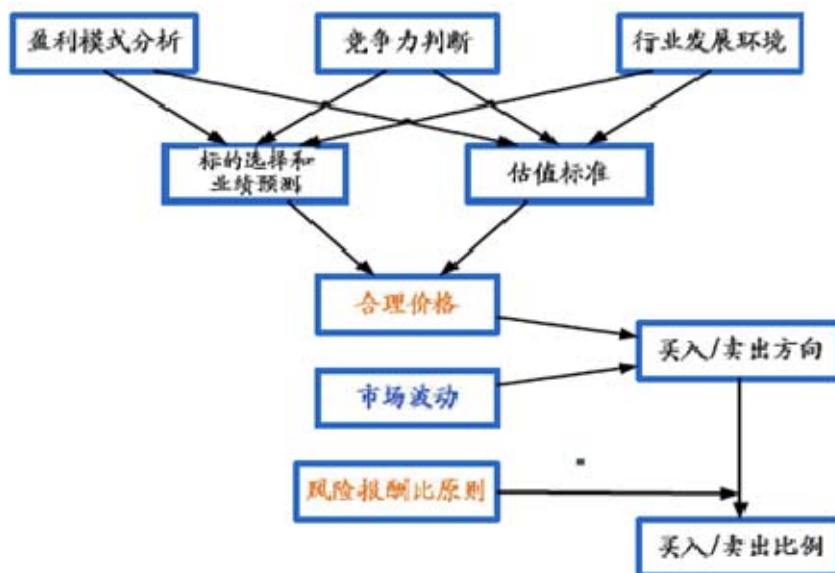 盈利模式分析
竞争力判断
行业发展环境
标的选择和
业绩预测
估值标准
合理价格
买入/卖出方向
市场波动
风险报酬比原则
买入/卖出比例